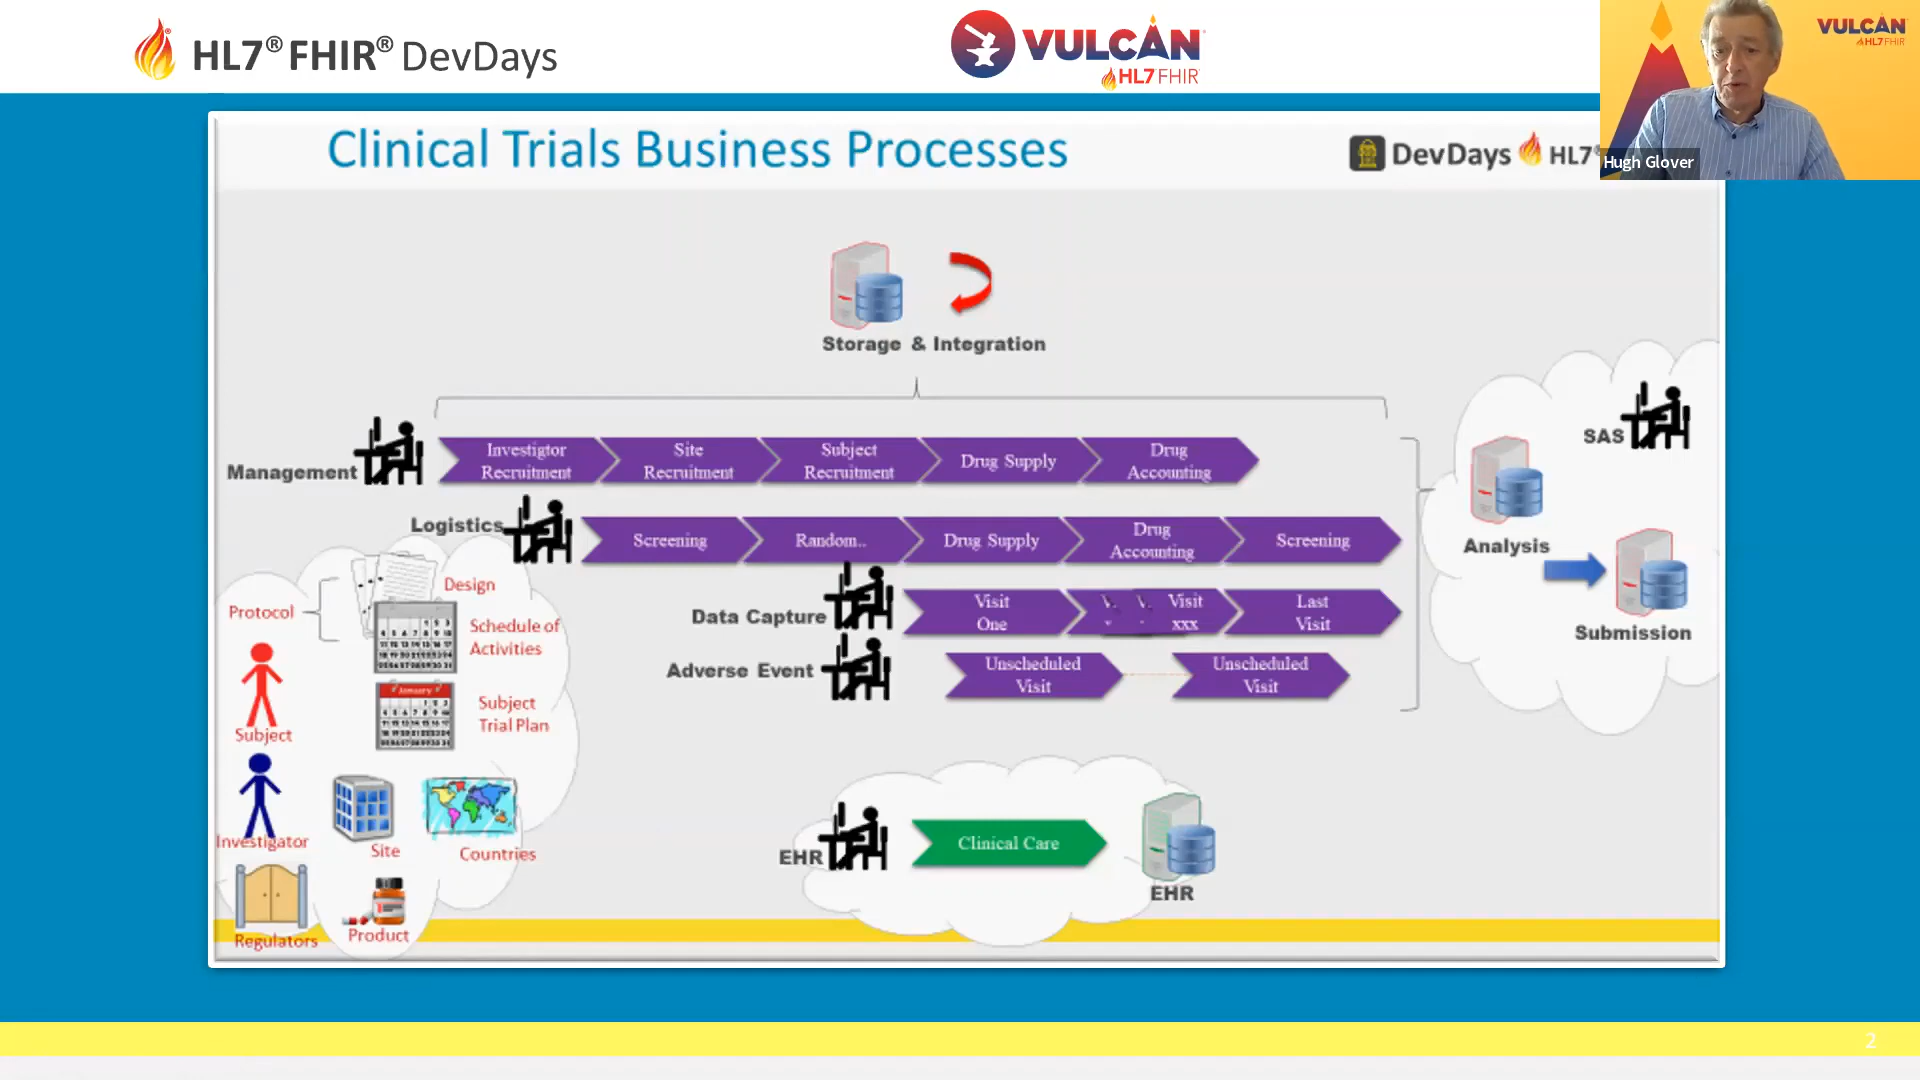 HL7® FHIR® DevDays
VULCAN
HL7 FHIR
VULCAN
HL7 FHIR
Hugh Glover
Clinical Trials Business Processes
DevDays HL7
Storage & Integration
Management
Investigtor
Recruitment
Site
Recruitment
Subject
Recruitment
Drug Supply
Drug
Accounting
Logistics
Screening
Random..
Drug Supply
Drug
Accounting
Screening
Data Capture
Visit
One
V. V. Visit
xxx
Last
Visit
Adverse Event
Unscheduled
Visit
Unscheduled
Visit
SAS
Analysis
Submission
Protocol
Design
Schedule of
Activities
January
Subject
Trial Plan
Subject
Investigator
Site
Countries
Regulators
Product
EHR
Clinical Care
EHR
2